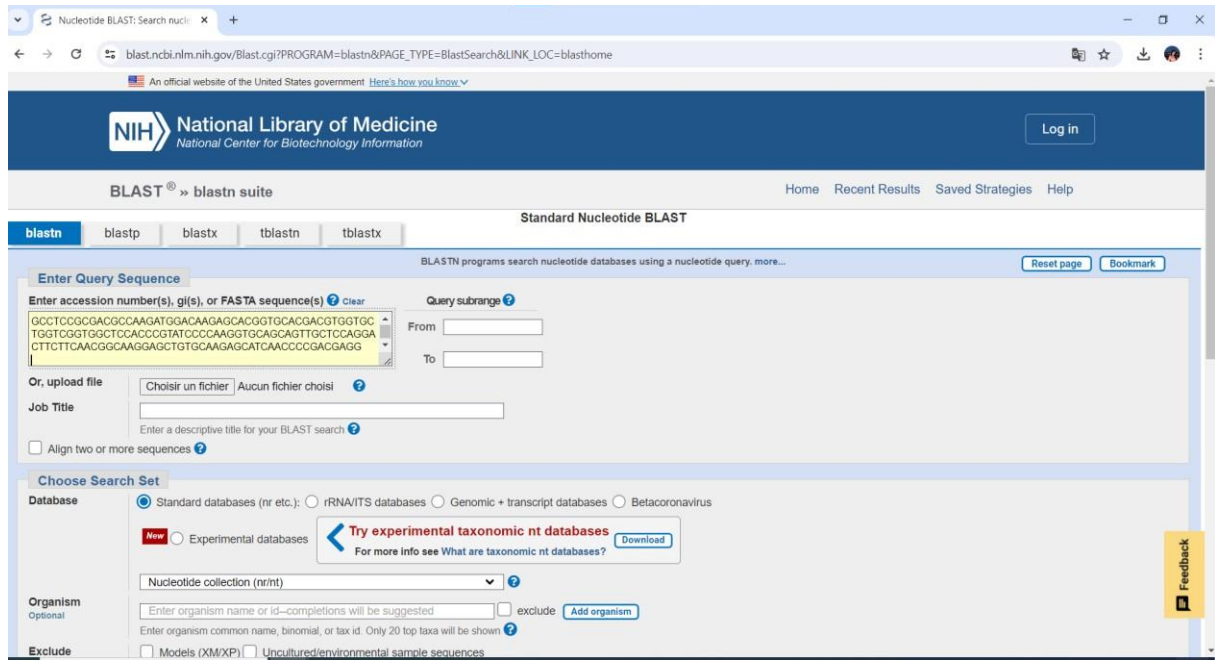 Nucleotide BLAST: Search nucle
blast.ncbi.nlm.nih.gov/Blast.cgi?PROGRAM=blastn&PAGE_TYPE=BlastSearch&LINK_LOC=blasthome
An official website of the United States government Here's how you know
NIH National Library of Medicine
National Center for Biotechnology Information
Log in
BLAST ® » blastn suite
Home Recent Results Saved Strategies Help
Standard Nucleotide BLAST
blastn blastp blastx tblastn tblastx
BLASTN programs search nucleotide databases using a nucleotide query. more...
Reset page Bookmark
Enter Query Sequence
Enter accession number(s), gi(s), or FASTA sequence(s) ? Clear Query subrange ?
GCCTCCGCGACGCCAAGATGGACAAGAGCACGGTGCACGACGTGGTGC
TGGTCGGTGGCTCCACCCGTATCCCCAAGGTGCAGCAGTTGCTCCAGGA
CTTCTTCAACGGCAAGGAGCTGTGCAAGAGCATCAACCCCGACGAGG
From
To
Or, upload file Choisir un fichier Aucun fichier choisi ?
Job Title
Enter a descriptive title for your BLAST search ?
Align two or more sequences ?
Choose Search Set
Database Standard databases (nr etc.): rRNA/ITS databases Genomic + transcript databases Betacoronavirus
New Experimental databases Try experimental taxonomic nt databases Download
For more info see What are taxonomic nt databases?
Nucleotide collection (nr/nt) ?
Organism
Optional
Enter organism name or id--completions will be suggested exclude Add organism
Enter organism common name, binomial, or tax id. Only 20 top taxa will be shown ?
Exclude Models (XM/XP) Uncultured/environmental sample sequences
Feedback